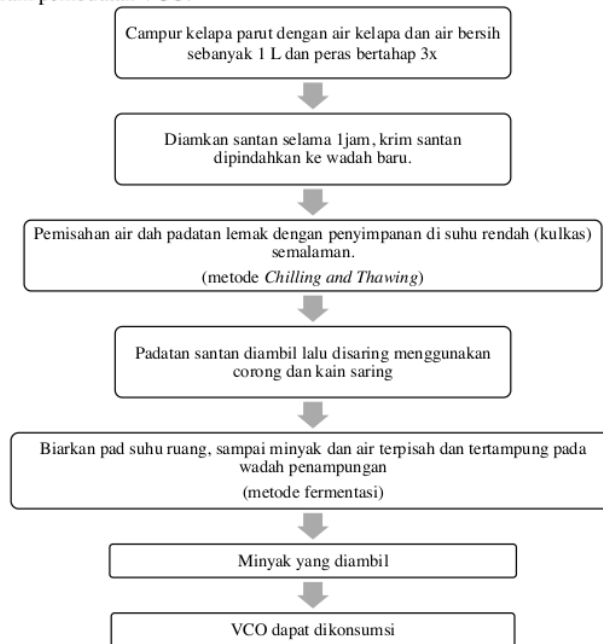 Campur kelapa parut dengan air kelapa dan air bersih
sebanyak 1 L dan peras bertahap 3x
Diamkan santan selama 1jam, krim santan
dipindahkan ke wadah baru.
Pemisahan air dah padatan lemak dengan penyimpanan di suhu rendah (kulkas)
semalaman.
(metode Chilling and Thawing)
Padatan santan diambil lalu disaring menggunakan
corong dan kain saring
Biarkan pad suhu ruang, sampai minyak dan air terpisah dan tertampung pada
wadah penampungan
(metode fermentasi)
Minyak yang diambil
VCO dapat dikonsumsi